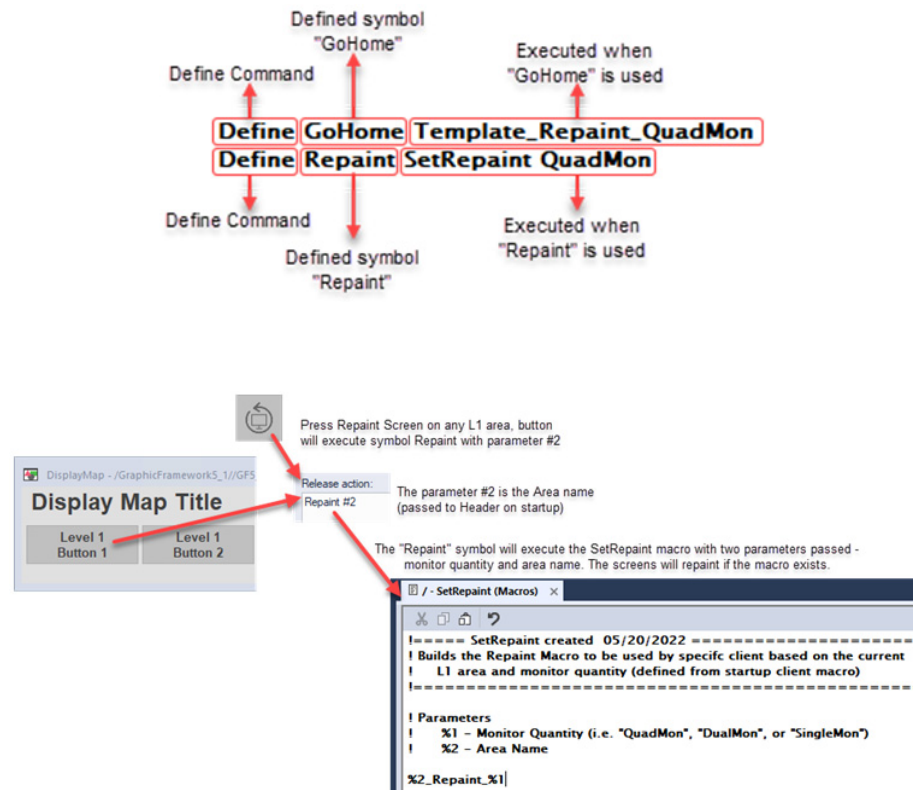 Defined symbol
"GoHome"
Define Command
Executed when
"GoHome" is used
Define GoHome Template_Repaint_QuadMon
Define Repaint SetRepaint QuadMon
Define Command
Defined symbol
"Repaint"
Executed when
"Repaint" is used
Press Repaint Screen on any L1 area, button
will execute symbol Repaint with parameter #2
DisplayMap - /GraphicFramework5_1//GF5
Display Map Title
Level 1
Button 1
Level 1
Button 2
Release action:
Repaint #2
The parameter #2 is the Area name
(passed to Header on startup)
The "Repaint" symbol will execute the SetRepaint macro with two parameters passed -
monitor quantity and area name. The screens will repaint if the macro exists.
/ - SetRepaint (Macros) ×
!===== SetRepaint created 05/20/2022 =======================
! Builds the Repaint Macro to be used by specifc client based on the current
! L1 area and monitor quantity (defined from startup client macro)
!==================================================
! Parameters
! %1 - Monitor Quantity (i.e. "QuadMon", "DualMon", or "SingleMon")
! %2 - Area Name
%2_Repaint_%1